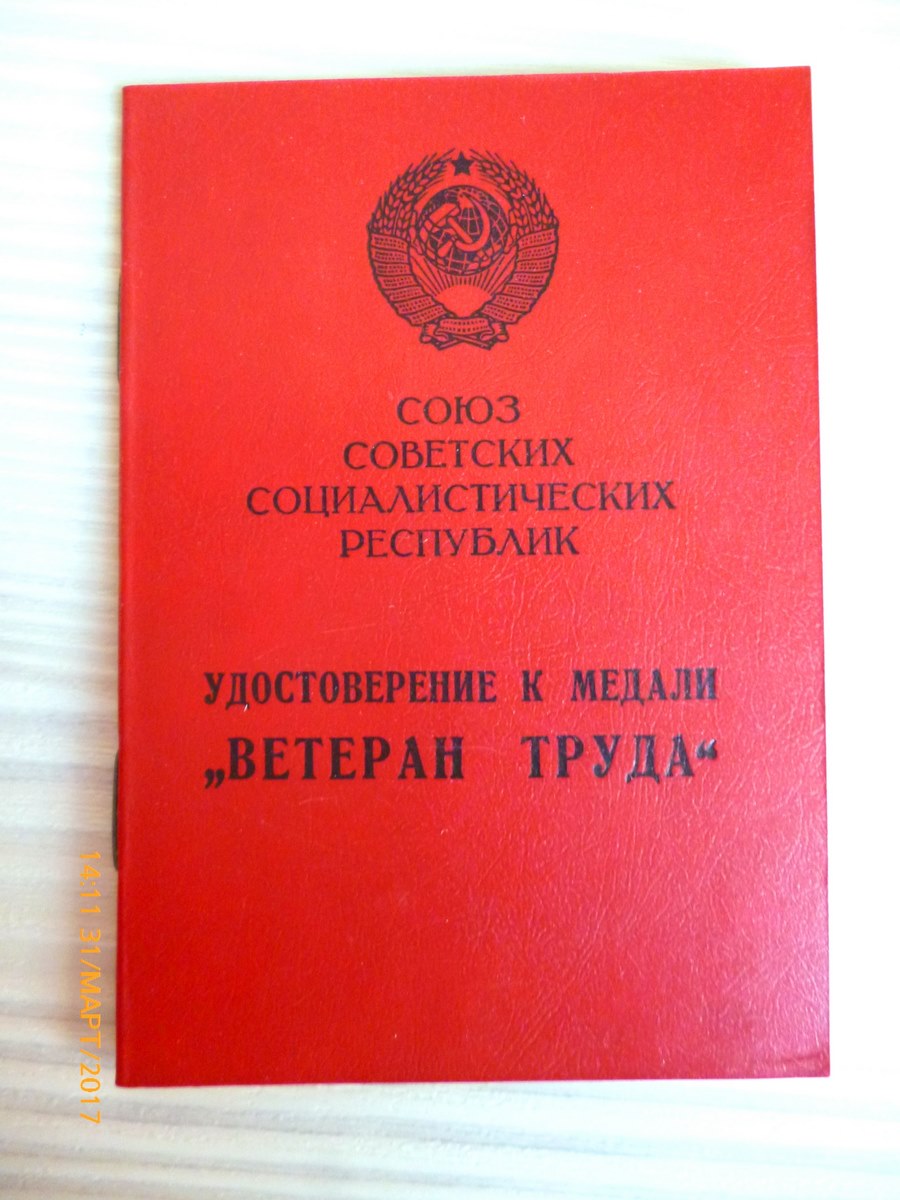 СОЮЗ
СОВЕТСКИХ
СОЦИАЛИСТИЧЕСКИХ
РЕСПУБЛИК
УДОСТОВЕРЕНИЕ К МЕДАЛИ
„ВЕТЕРАН ТРУДА“
14:11 31/МАРТ/2017